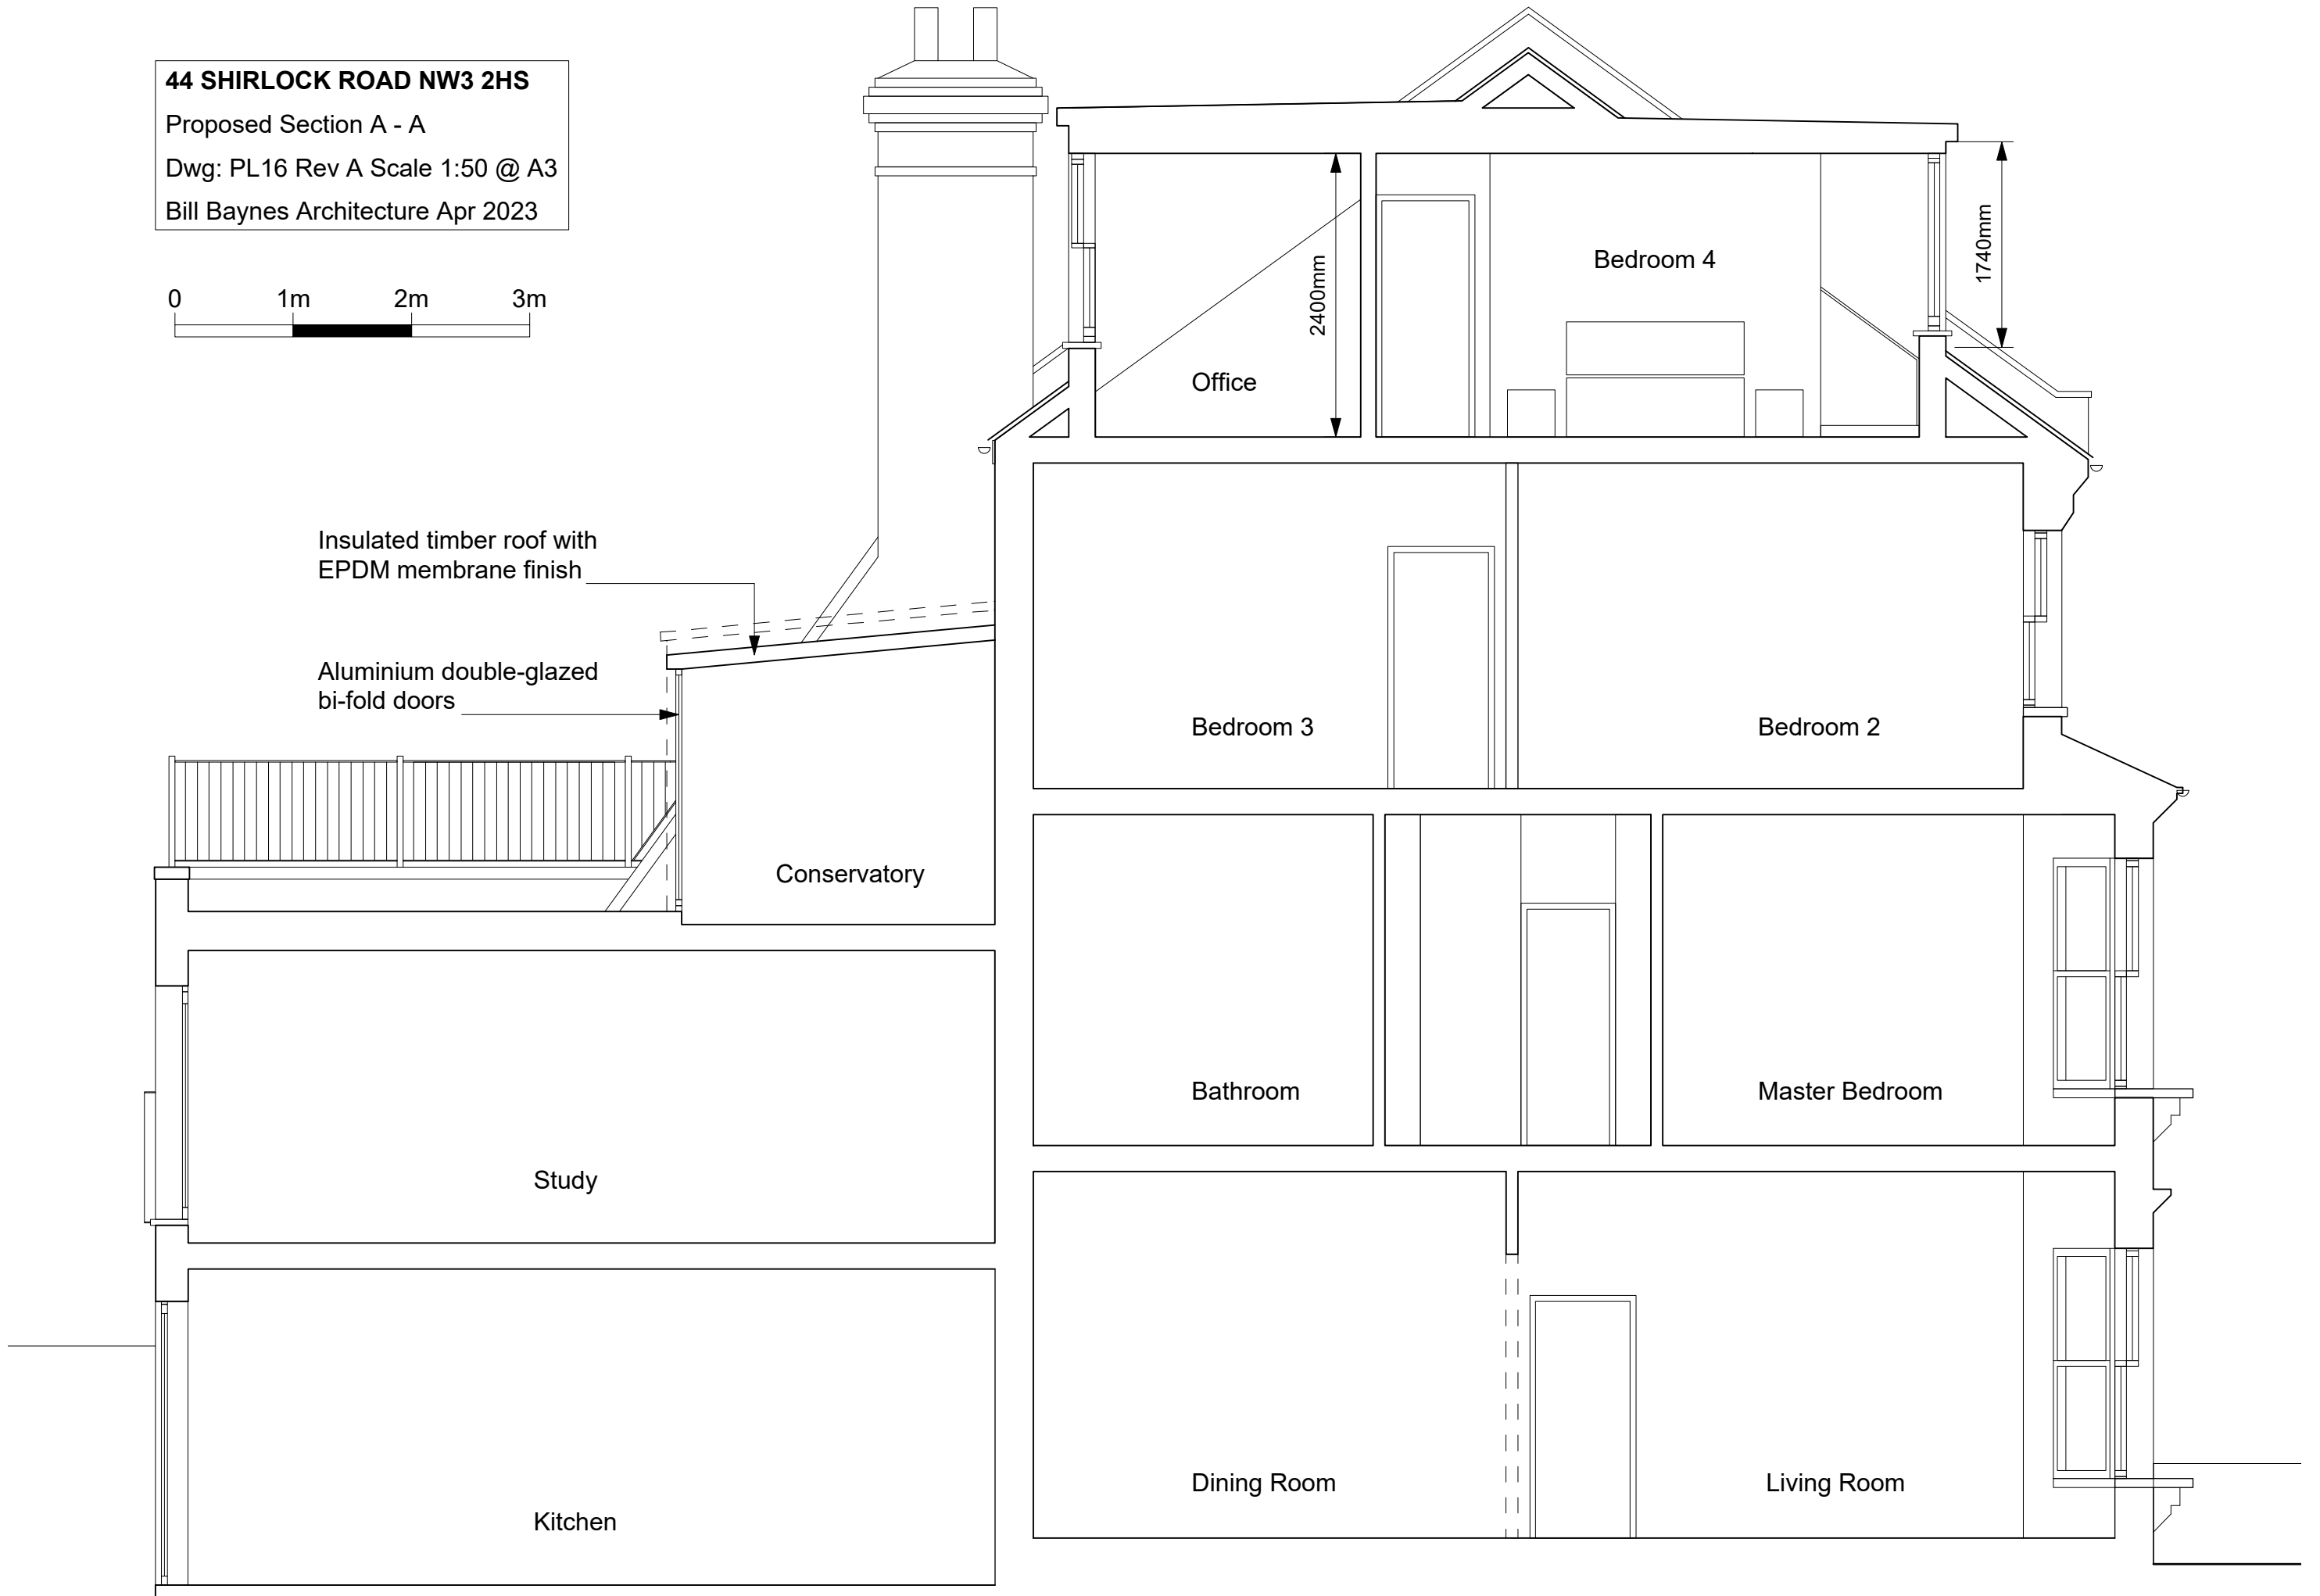 44 SHIRLOCK ROAD NW3 2HS
Proposed Section A - A
Dwg: PL16 Rev A Scale 1:50 @ A3
Bill Baynes Architecture Apr 2023
0 1m 2m 3m
Bedroom 4
1740mm
2400mm
Office
Insulated timber roof with
EPDM membrane finish
Aluminium double-glazed
bi-fold doors
Bedroom 3
Bedroom 2
Conservatory
Bathroom
Master Bedroom
Study
Dining Room
Living Room
Kitchen